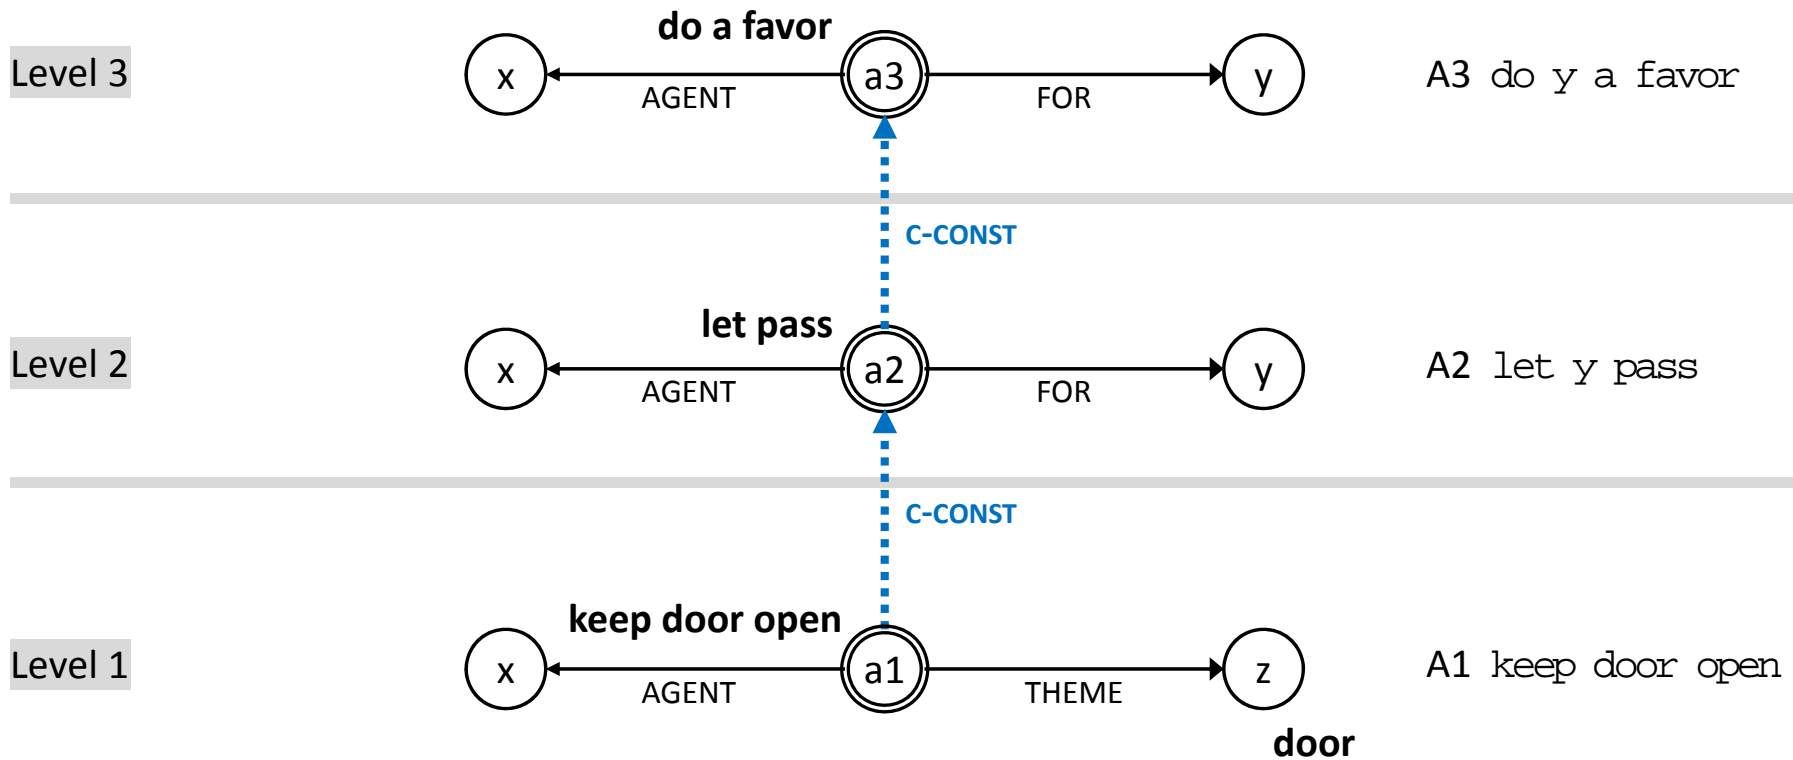 do a favor
Level 3 x a3 y A3 do y a favor
AGENT FOR
C-CONST
let pass
Level 2 x a2 y A2 let y pass
AGENT FOR
C-CONST
keep door open
Level 1 x a1 z A1 keep door open
AGENT THEME
door